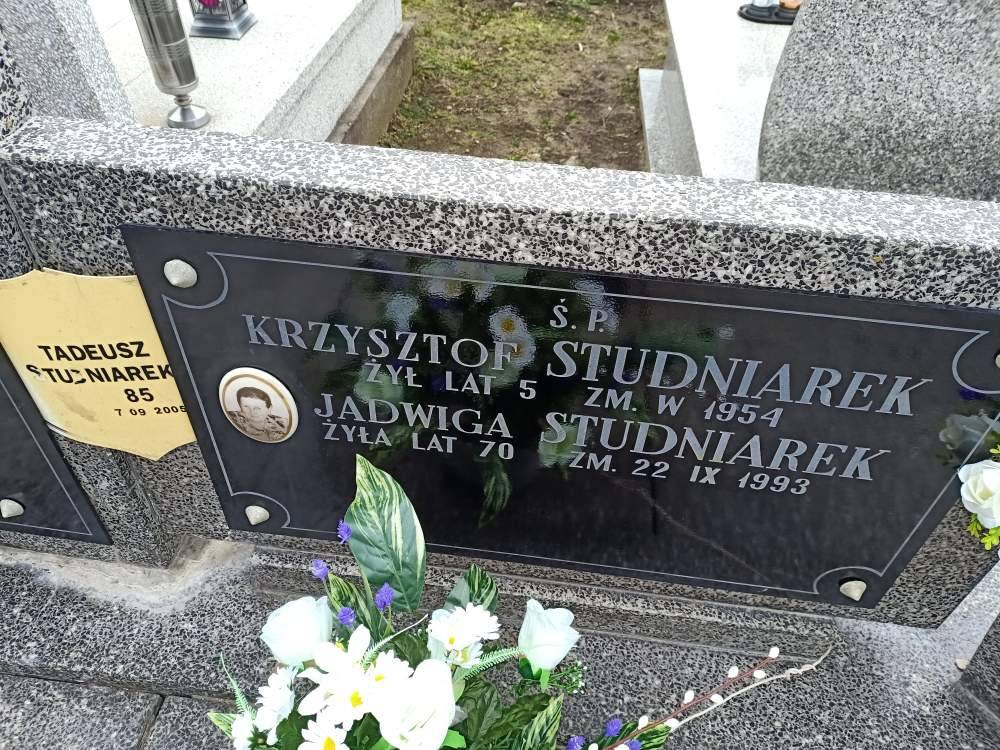 TADEUSZ
STUDNIAREK
85
7 09 2005
Ś. P.
KRZYSZTOF STUDNIAREK
ŻYŁ LAT 5 ZM. W 1954
JADWIGA STUDNIAREK
ŻYŁA LAT 70 ZM. 22 IX 1993